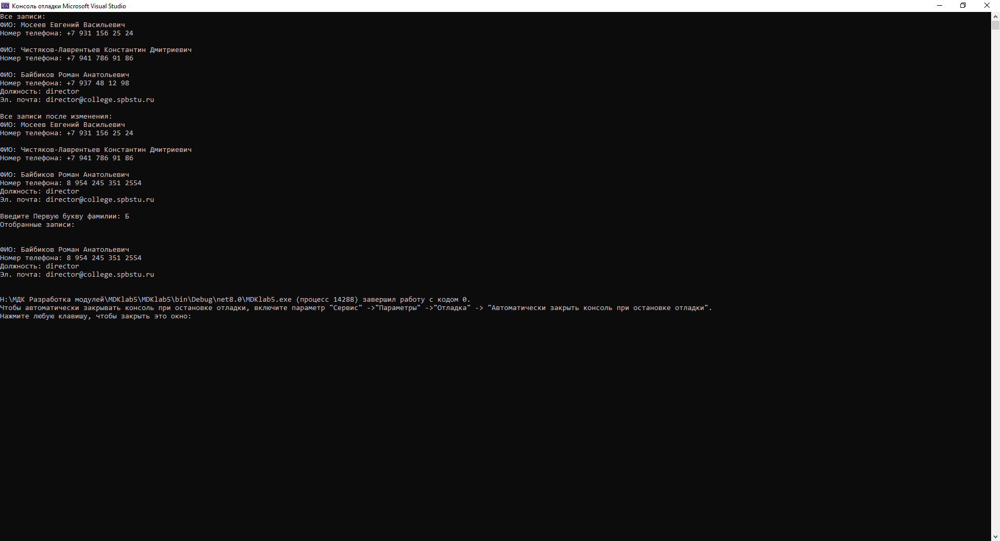 Консоль отладки Microsoft Visual Studio
Все записи:
ФИО: Мосеев Евгений Васильевич
Номер телефона: +7 931 156 25 24
ФИО: Чистяков-Лаврентьев Константин Дмитриевич
Номер телефона: +7 941 786 91 86
ФИО: Байбиков Роман Анатольевич
Номер телефона: +7 937 48 12 98
Должность: director
Эл. почта: director@college.spbstu.ru
Все записи после изменения:
ФИО: Мосеев Евгений Васильевич
Номер телефона: +7 931 156 25 24
ФИО: Чистяков-Лаврентьев Константин Дмитриевич
Номер телефона: +7 941 786 91 86
ФИО: Байбиков Роман Анатольевич
Номер телефона: 8 954 245 351 2554
Должность: director
Эл. почта: director@college.spbstu.ru
Введите Первую букву фамилии: Б
Отобранные записи:
ФИО: Байбиков Роман Анатольевич
Номер телефона: 8 954 245 351 2554
Должность: director
Эл. почта: director@college.spbstu.ru
H:\МДК Разработка модулей\MDKlab5\MDKlab5\bin\Debug\net8.0\MDKlab5.exe (процесс 14288) завершил работу с кодом 0.
Чтобы автоматически закрывать консоль при остановке отладки, включите параметр "Сервис" ->"Параметры" ->"Отладка" -> "Автоматически закрыть консоль при остановке отладки".
Нажмите любую клавишу, чтобы закрыть это окно: